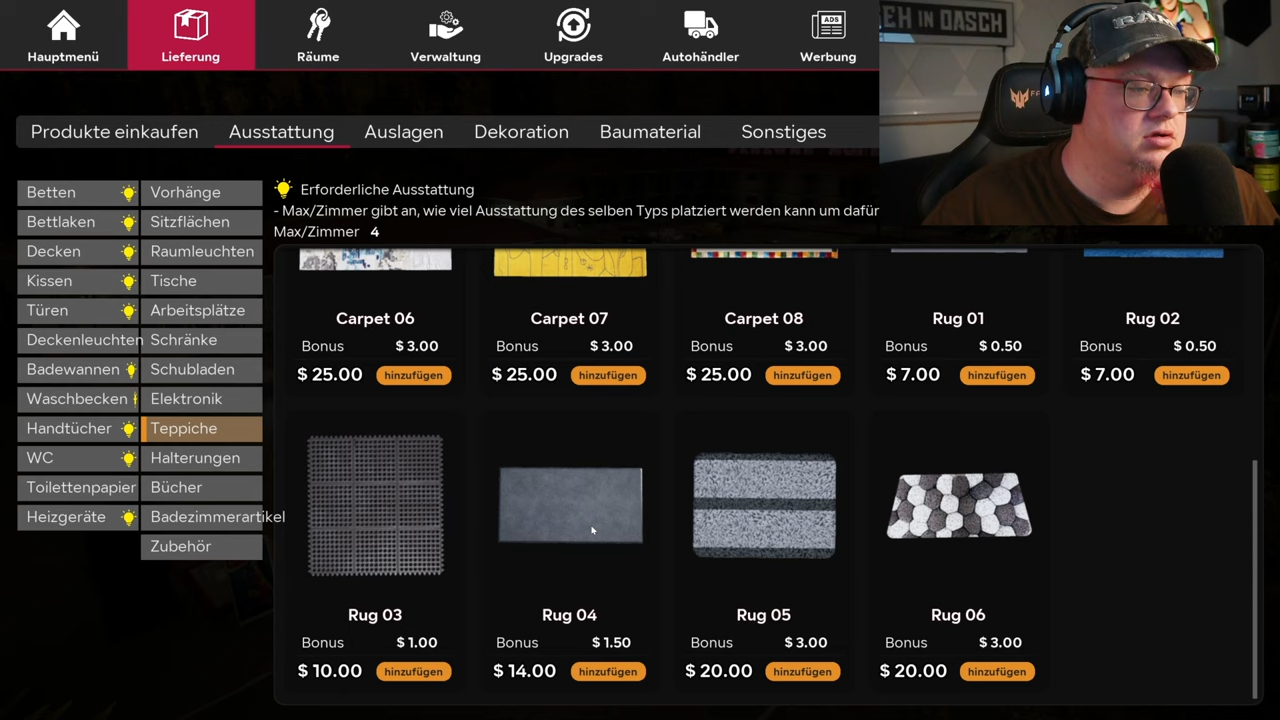 Hauptmenü
Lieferung
Räume
Verwaltung
Upgrades
Autohändler
ADS
Werbung
EH IN OASCH
Produkte einkaufen
Ausstattung
Auslagen
Dekoration
Baumaterial
Sonstiges
Betten
Vorhänge
Bettlaken
Sitzflächen
Decken
Raumleuchten
Kissen
Tische
Türen
Arbeitsplätze
Deckenleuchten
Schränke
Badewannen
Schubladen
Waschbecken
Elektronik
Handtücher
Teppiche
WC
Halterungen
Toilettenpapier
Bücher
Heizgeräte
Badezimmerartikel
Zubehör
Erforderliche Ausstattung
- Max/Zimmer gibt an, wie viel Ausstattung des selben Typs platziert werden kann um dafür
Max/Zimmer 4
Carpet 06
Bonus $ 3.00
$ 25.00 hinzufügen
Carpet 07
Bonus $ 3.00
$ 25.00 hinzufügen
Carpet 08
Bonus $ 3.00
$ 25.00 hinzufügen
Rug 01
Bonus $ 0.50
$ 7.00 hinzufügen
Rug 02
Bonus $ 0.50
$ 7.00 hinzufügen
Rug 03
Bonus $ 1.00
$ 10.00 hinzufügen
Rug 04
Bonus $ 1.50
$ 14.00 hinzufügen
Rug 05
Bonus $ 3.00
$ 20.00 hinzufügen
Rug 06
Bonus $ 3.00
$ 20.00 hinzufügen